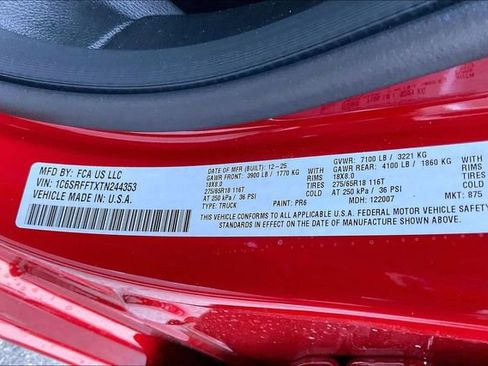 MFD BY: FCA US LLC
VIN: 1C6SRFFTXTN244353
VEHICLE MADE IN: U.S.A.
DATE OF MFR (BUILT): 12-25 GVWR: 7100 LB / 3221 KG
GAWR FRONT: 3900 LB / 1770 KG WITH GAWR REAR: 4100 LB / 1860 KG WITH
18X8.0 RIMS 18X8.0 RIMS
275/65R18 116T TIRES 275/65R18 116T TIRES
AT 250 kPa / 36 PSI COLD AT 250 kPa / 36 PSI COLD
TYPE: TRUCK PAINT: PR6 MDH: 122007 MKT: 875
THIS VEHICLE CONFORMS TO ALL APPLICABLE U.S.A. FEDERAL MOTOR VEHICLE SAFETY
STANDARDS IN EFFECT ON THE DATE OF MANUFACTURE SHOWN ABOVE.